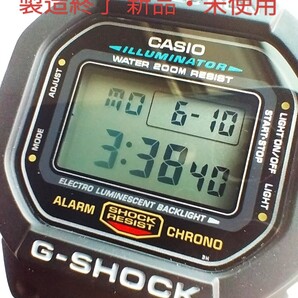 製造終了 新品・未使用
CASIO
ILLUMINATOR
WATER 200M RESIST
ADJUST
MODE
LIGHT·ON/OFF
START·STOP
LIGHT
MO 6-10
3:38 40
ELECTRO LUMINESCENT BACKLIGHT
ALARM SHOCK RESIST CHRONO
G-SHOCK